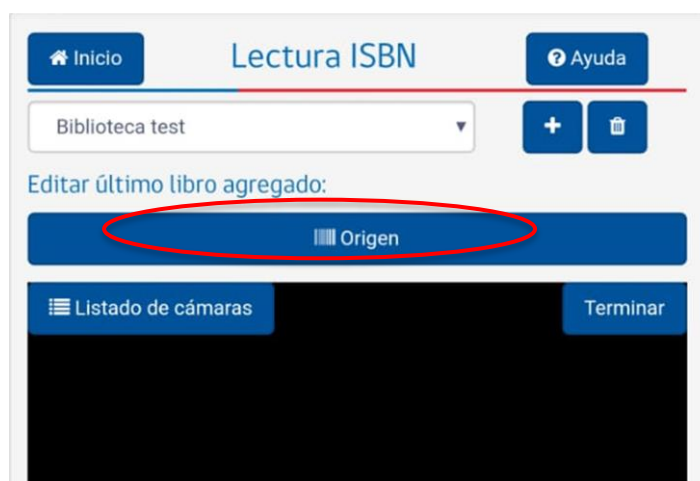 Inicio
Lectura ISBN
Ayuda
Biblioteca test
Editar último libro agregado:
Origen
Listado de cámaras
Terminar